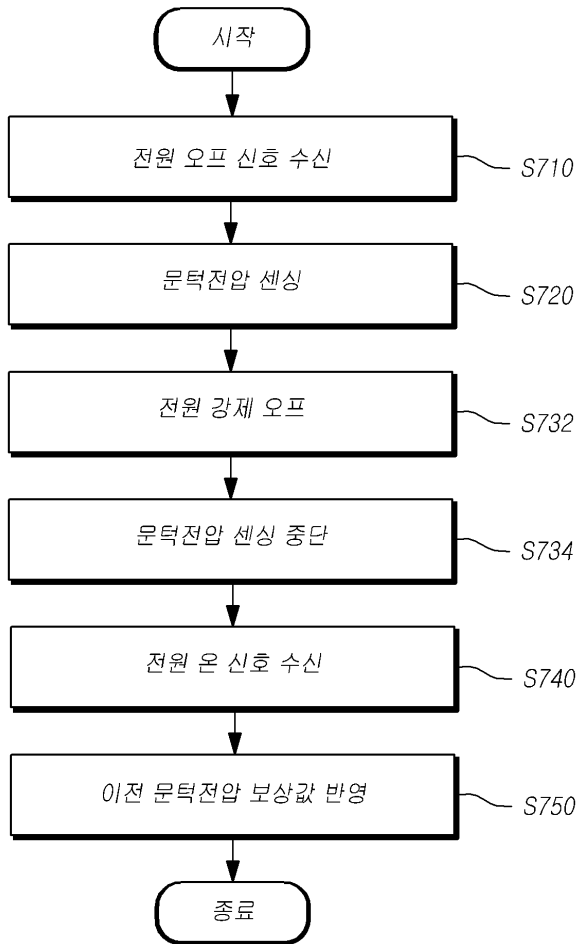 시작
전원 오프 신호 수신
S710
문턱전압 센싱
S720
전원 강제 오프
S732
문턱전압 센싱 중단
S734
전원 온 신호 수신
S740
이전 문턱전압 보상값 반영
S750
종료